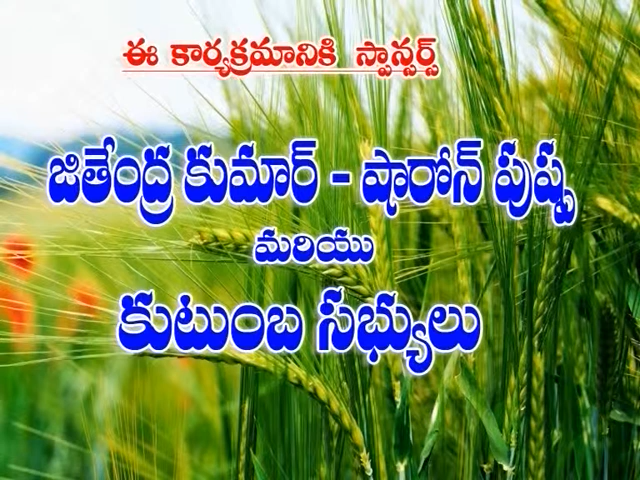 ఈ కార్యక్రమానికి స్పాన్సర్స్
జితేంద్ర కుమార్ - షారోన్ పుష్ప
మరియు
కుటుంబ సభ్యులు